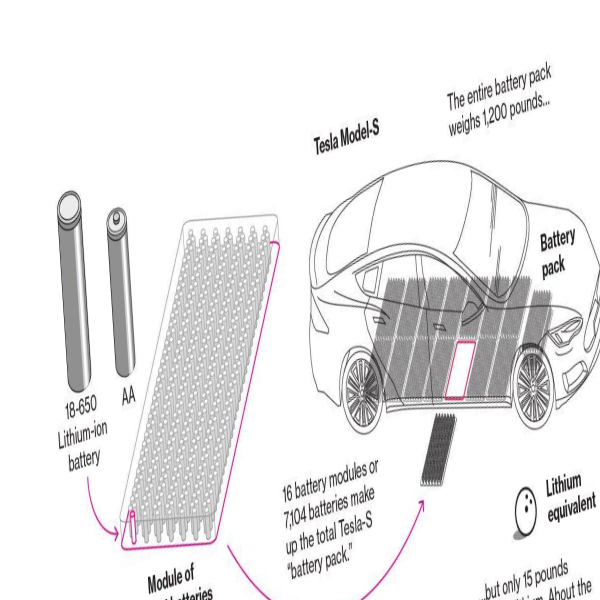 The entire battery pack
weighs 1,200 pounds...
Tesla Model-S
Battery
pack
18-650
Lithium-ion
battery
AA
16 battery modules or
7,104 batteries make
up the total Tesla-S
“battery pack.”
Lithium
equivalent
Module of
batteries
...but only 15 pounds
About the